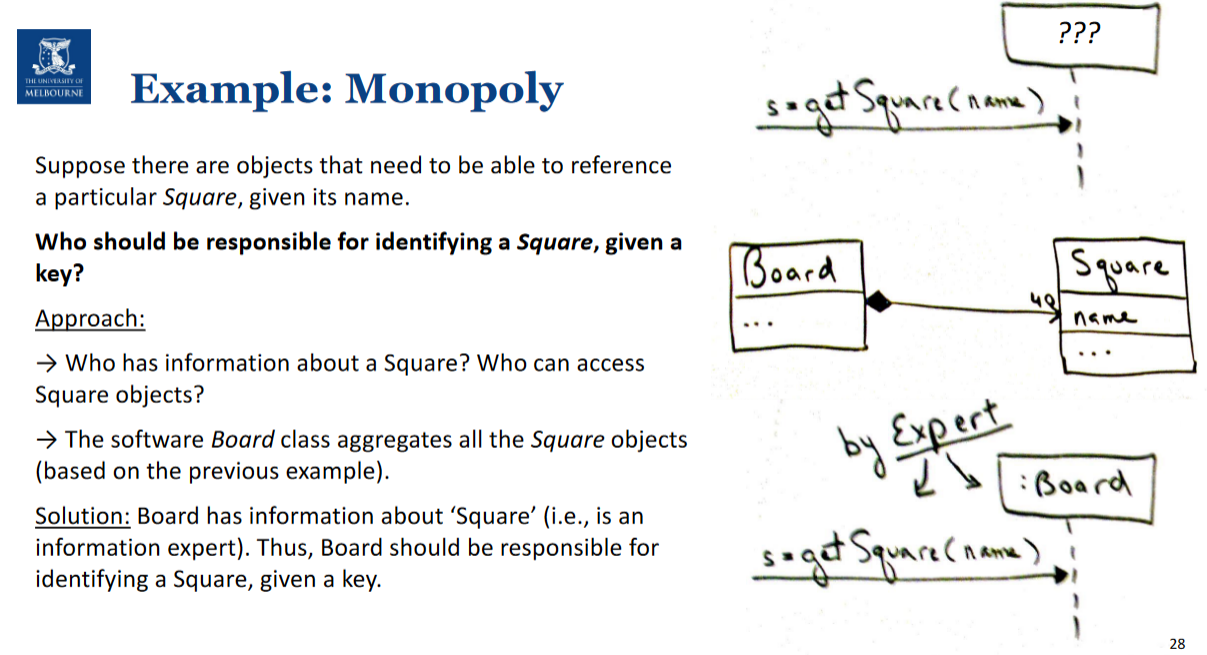 THE UNIVERSITY OF
MELBOURNE
Example: Monopoly
Suppose there are objects that need to be able to reference
a particular Square, given its name.
Who should be responsible for identifying a Square, given a
key?
Approach:
→ Who has information about a Square? Who can access
Square objects?
→ The software Board class aggregates all the Square objects
(based on the previous example).
Solution: Board has information about ‘Square’ (i.e., is an
information expert). Thus, Board should be responsible for
identifying a Square, given a key.
???
s=getSquare(name)
Board
...
40
Square
name
...
by Expert
:Board
s=getSquare(name)
28